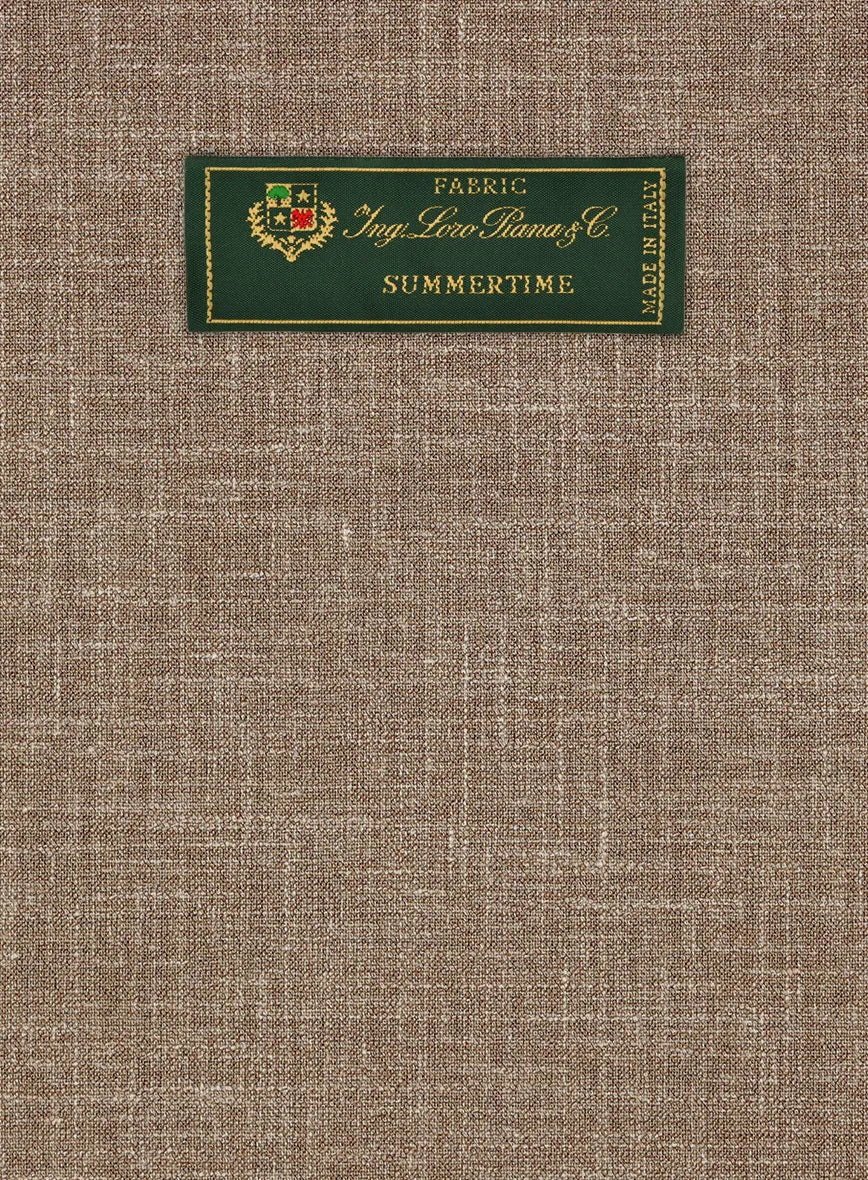 FABRIC
Ing. Loro Piana & C.
SUMMERTIME
MADE IN ITALY